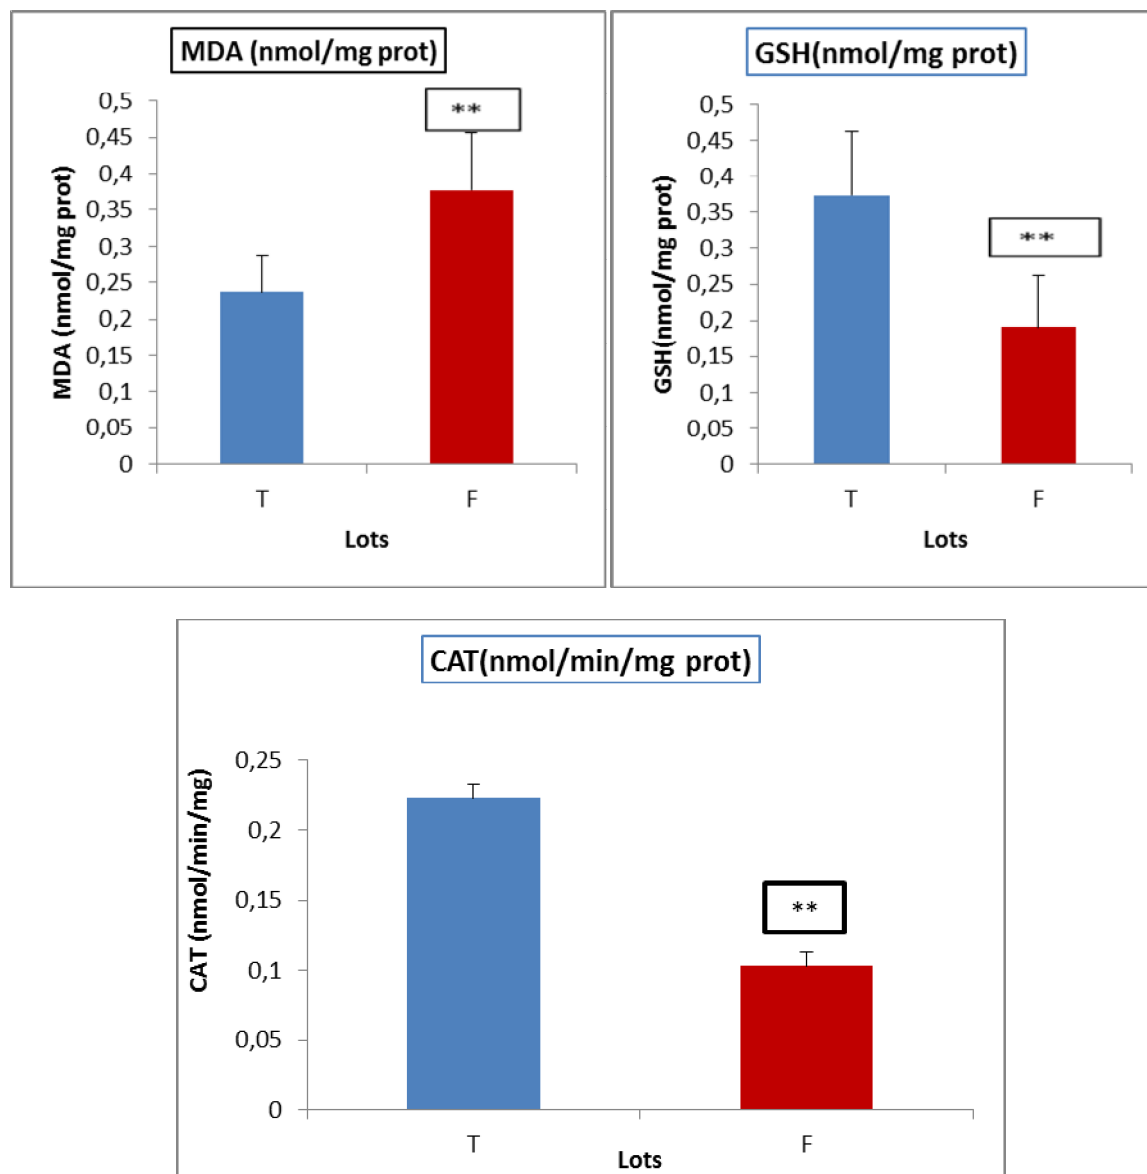 MDA (nmol/mg prot)
**
0,5
0,45
0,4
0,35
0,3
0,25
0,2
0,15
0,1
0,05
0
MDA (nmol/mg prot)
T F
Lots
GSH(nmol/mg prot)
0,5
0,45
0,4
0,35
0,3
0,25
0,2
0,15
0,1
0,05
0
GSH(nmol/mg prot)
**
T F
Lots
CAT(nmol/min/mg prot)
0,25
0,2
0,15
0,1
0,05
0
CAT (nmol/min/mg)
**
T F
Lots